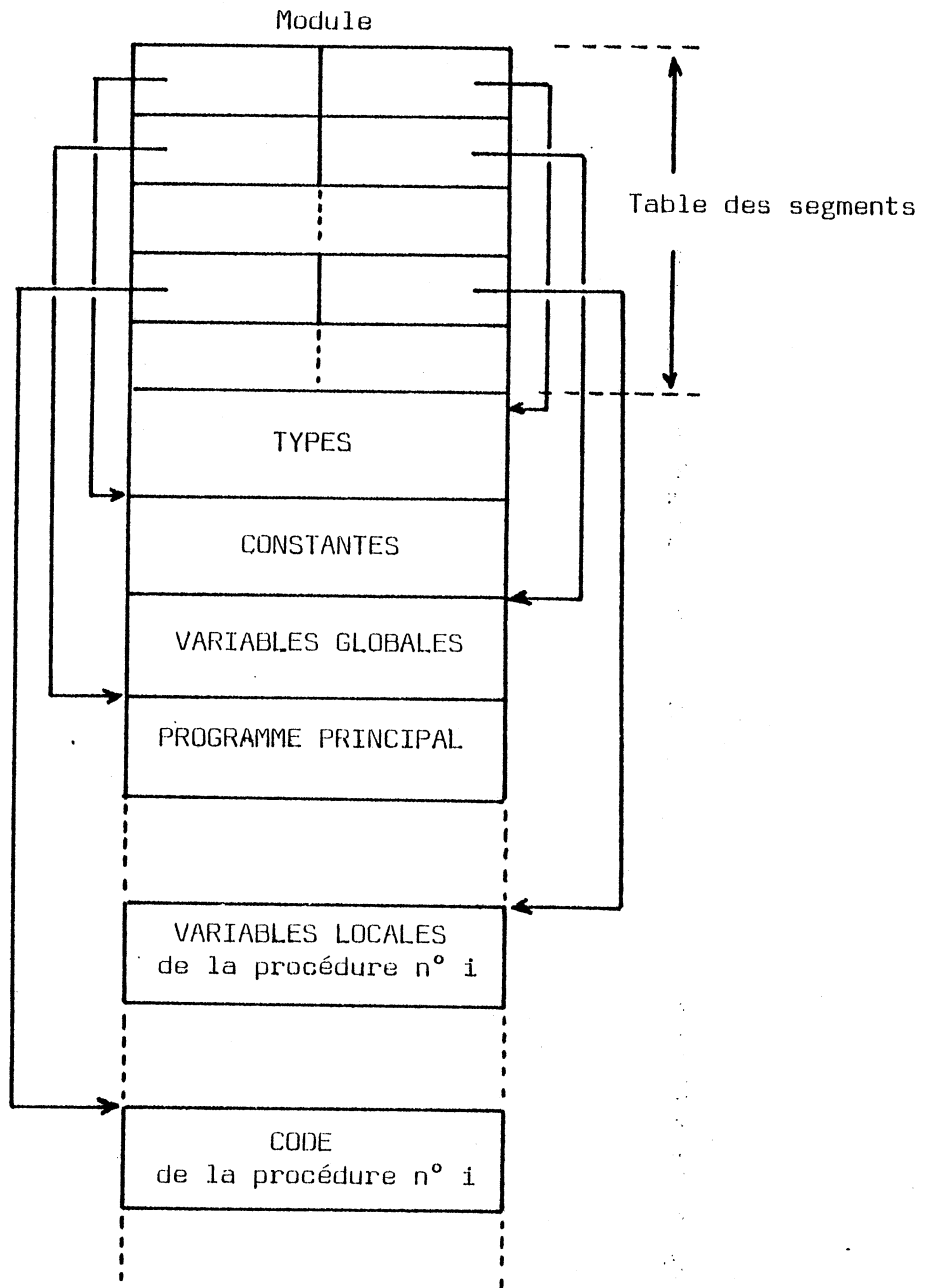 Module
Table des segments
TYPES
CONSTANTES
VARIABLES GLOBALES
PROGRAMME PRINCIPAL
VARIABLES LOCALES
de la procédure n° i
CODE
de la procédure n° i